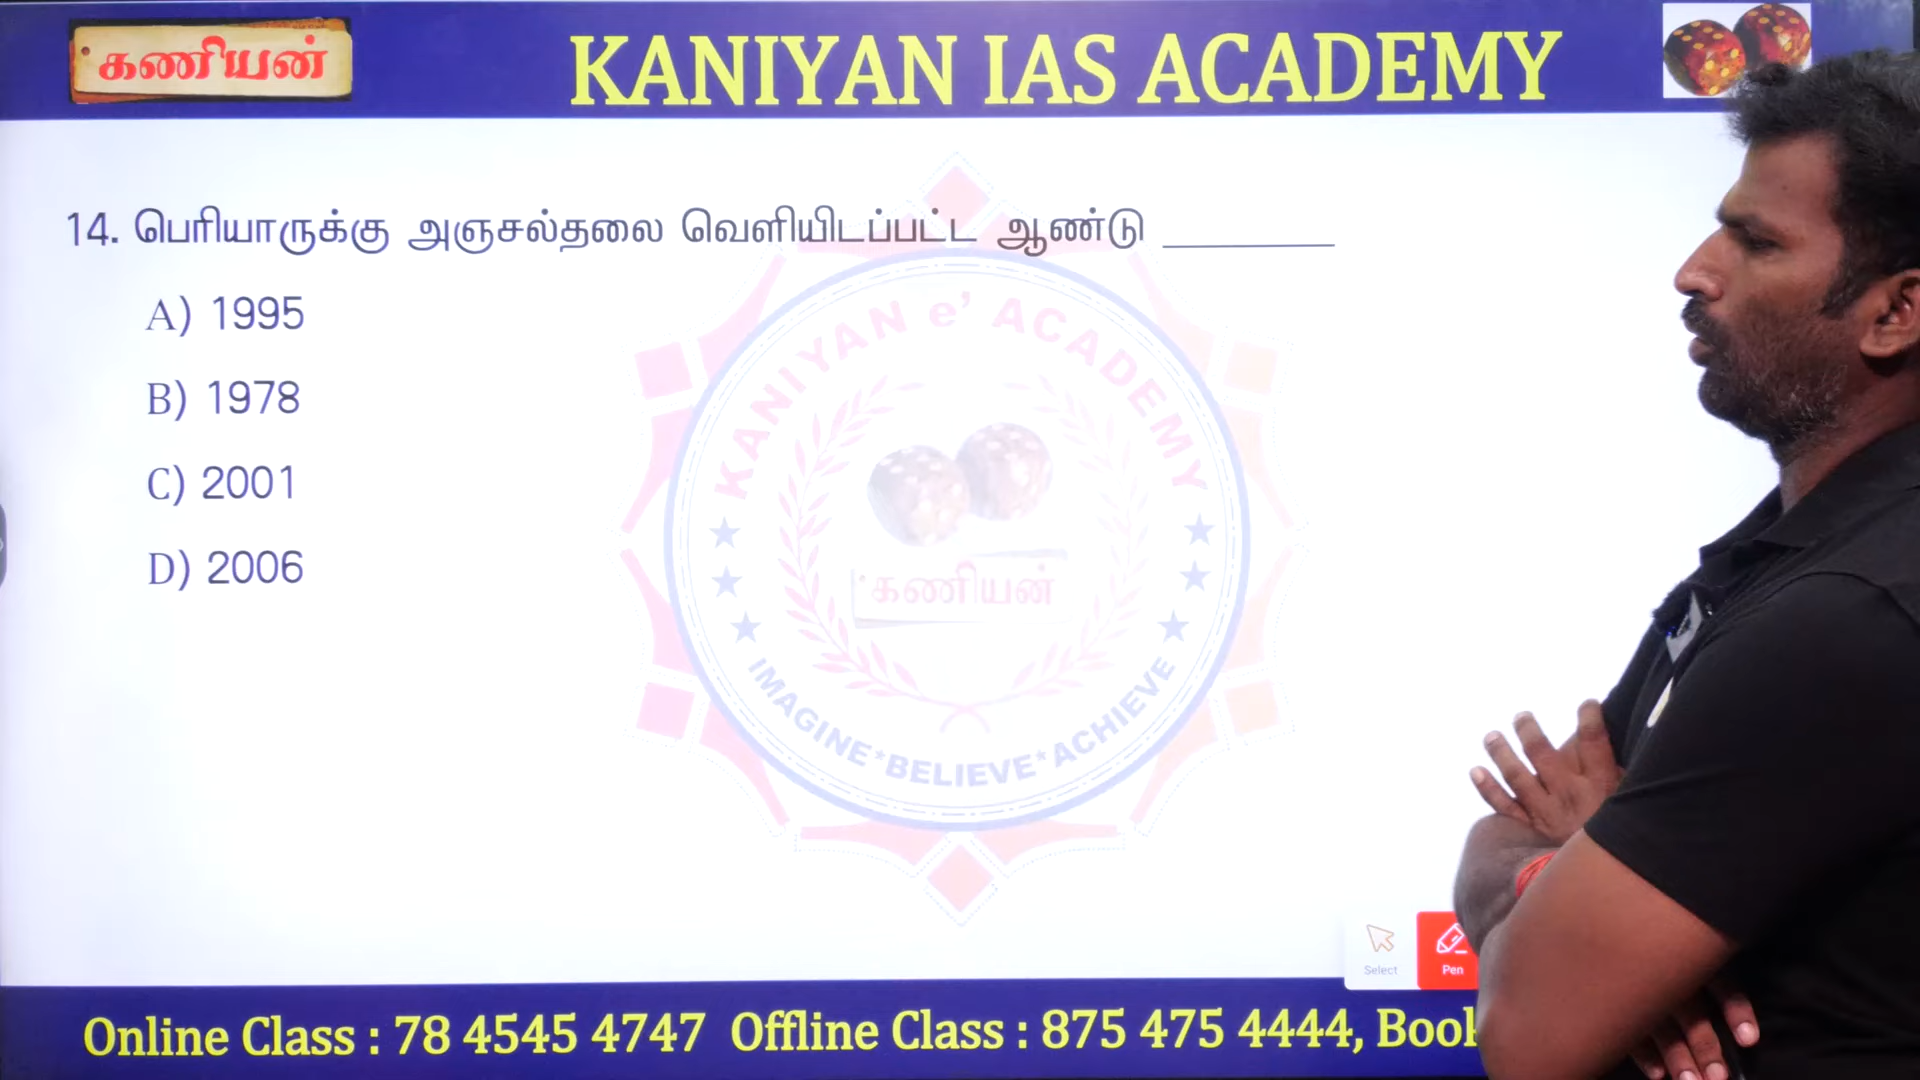 கணியன்
KANIYAN IAS ACADEMY
14. பெரியாருக்கு அஞ்சல்தலை வெளியிடப்பட்ட ஆண்டு __________
A) 1995
B) 1978
C) 2001
D) 2006
KANIYAN e' ACADEMY
கணியன்
IMAGINE*BELIEVE*ACHIEVE
Select
Pen
Online Class : 78 4545 4747 Offline Class : 875 475 4444, Book